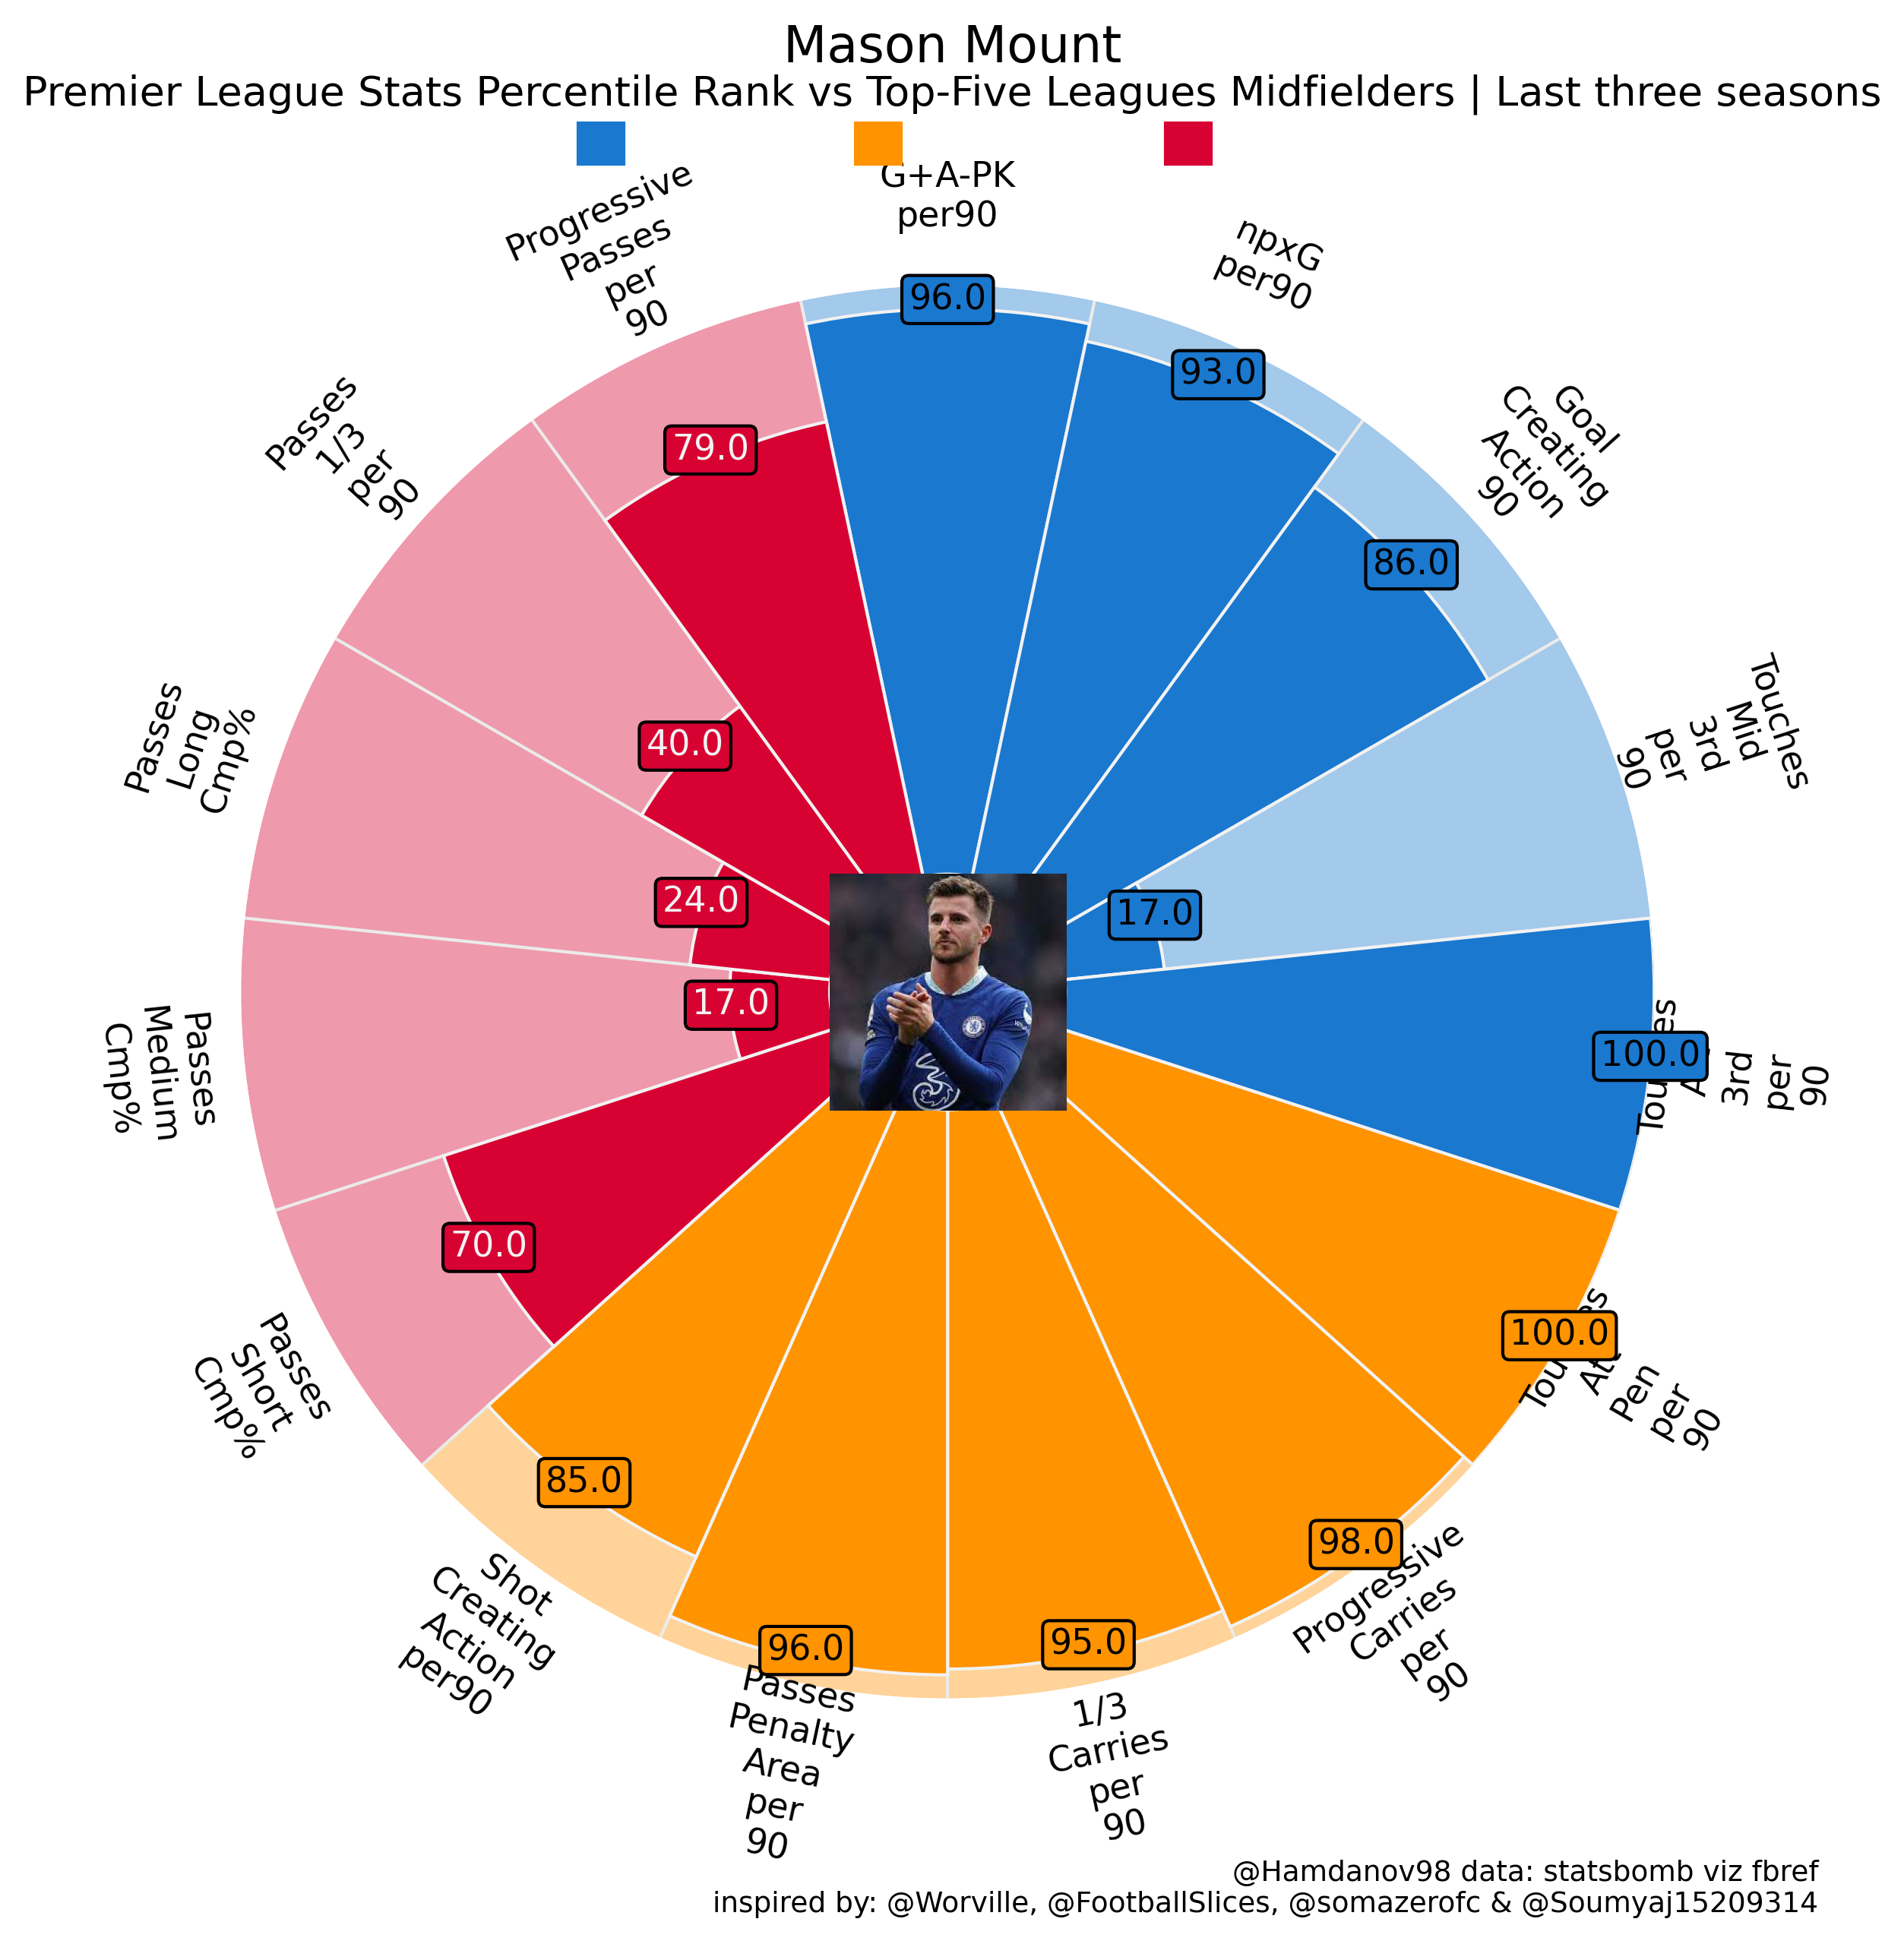 Mason Mount
Premier League Stats Percentile Rank vs Top-Five Leagues Midfielders | Last three seasons
G+A-PK
per90
96.0
npxG
per90
93.0
Goal
Creating
Action
90
86.0
Touches
Mid
3rd
per
90
17.0
3rd
per
90
100.0
Pen
per
90
100.0
Progressive
Carries
per
90
98.0
1/3
Carries
per
90
95.0
Passes
Penalty
Area
per
90
96.0
Shot
Creating
Action
per90
85.0
Passes
Short
Cmp%
70.0
Passes
Medium
Cmp%
17.0
Passes
Long
Cmp%
24.0
Passes
1/3
per
90
40.0
Progressive
Passes
per
90
79.0
@Hamdanov98 data: statsbomb viz fbref
inspired by: @Worville, @FootballSlices, @somazerofc & @Soumyaj15209314